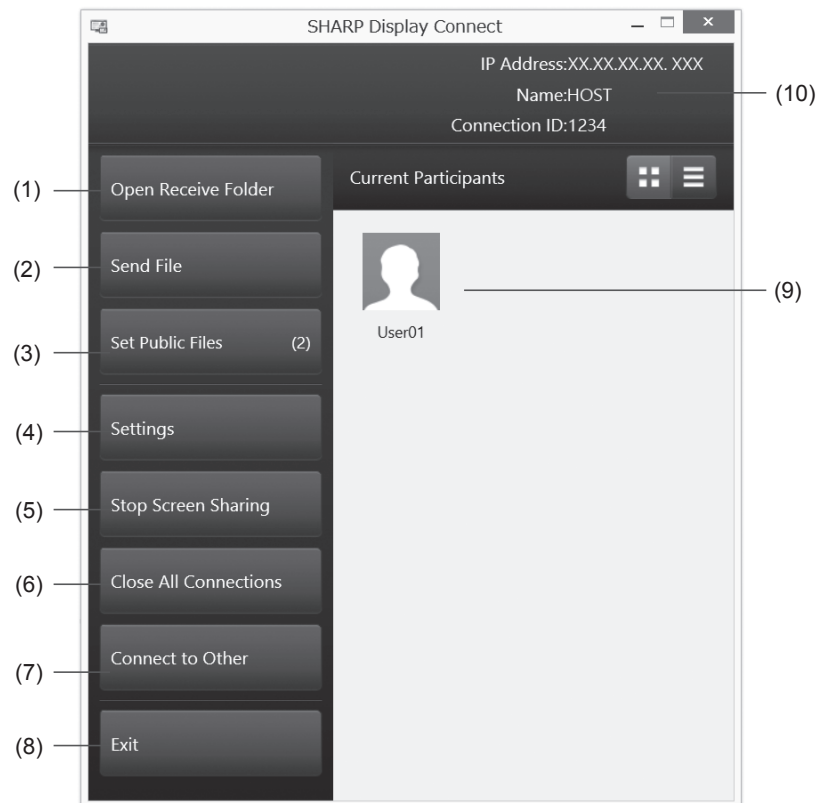 SHARP Display Connect
IP Address:XX.XX.XX.XX. XXX
Name:HOST
(10)
Connection ID:1234
(1)
Open Receive Folder
Current Participants
(2)
Send File
(9)
(3)
Set Public Files (2)
User01
(4)
Settings
(5)
Stop Screen Sharing
(6)
Close All Connections
(7)
Connect to Other
(8)
Exit